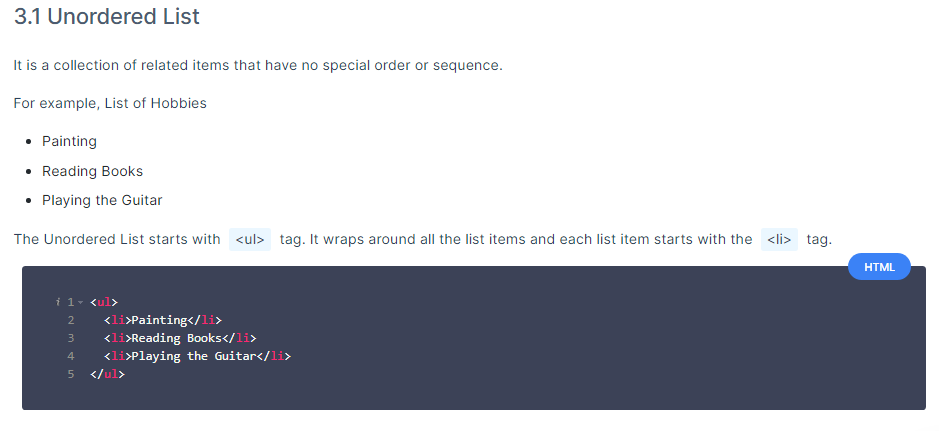 3.1 Unordered List
It is a collection of related items that have no special order or sequence.
For example, List of Hobbies
• Painting
• Reading Books
• Playing the Guitar
The Unordered List starts with <ul> tag. It wraps around all the list items and each list item starts with the <li> tag.
HTML
i 1 <ul>
2   <li>Painting</li>
3   <li>Reading Books</li>
4   <li>Playing the Guitar</li>
5 </ul>